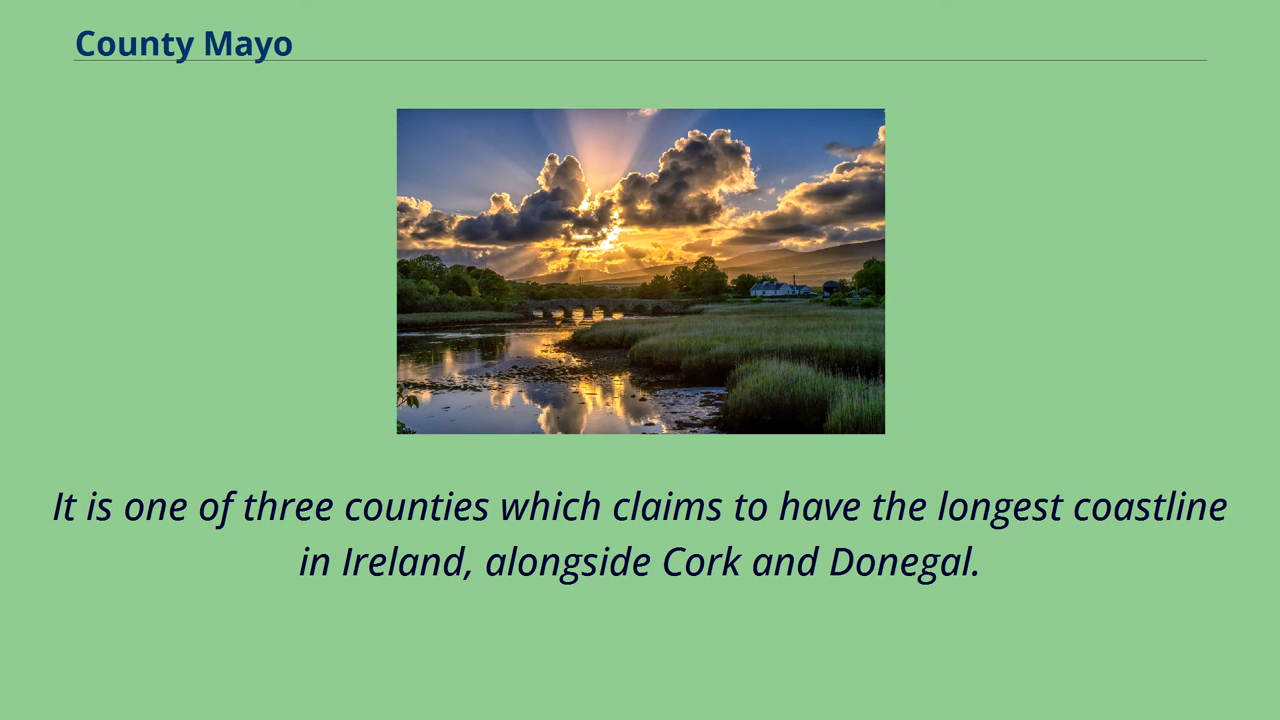 County Mayo
It is one of three counties which claims to have the longest coastline
in Ireland, alongside Cork and Donegal.